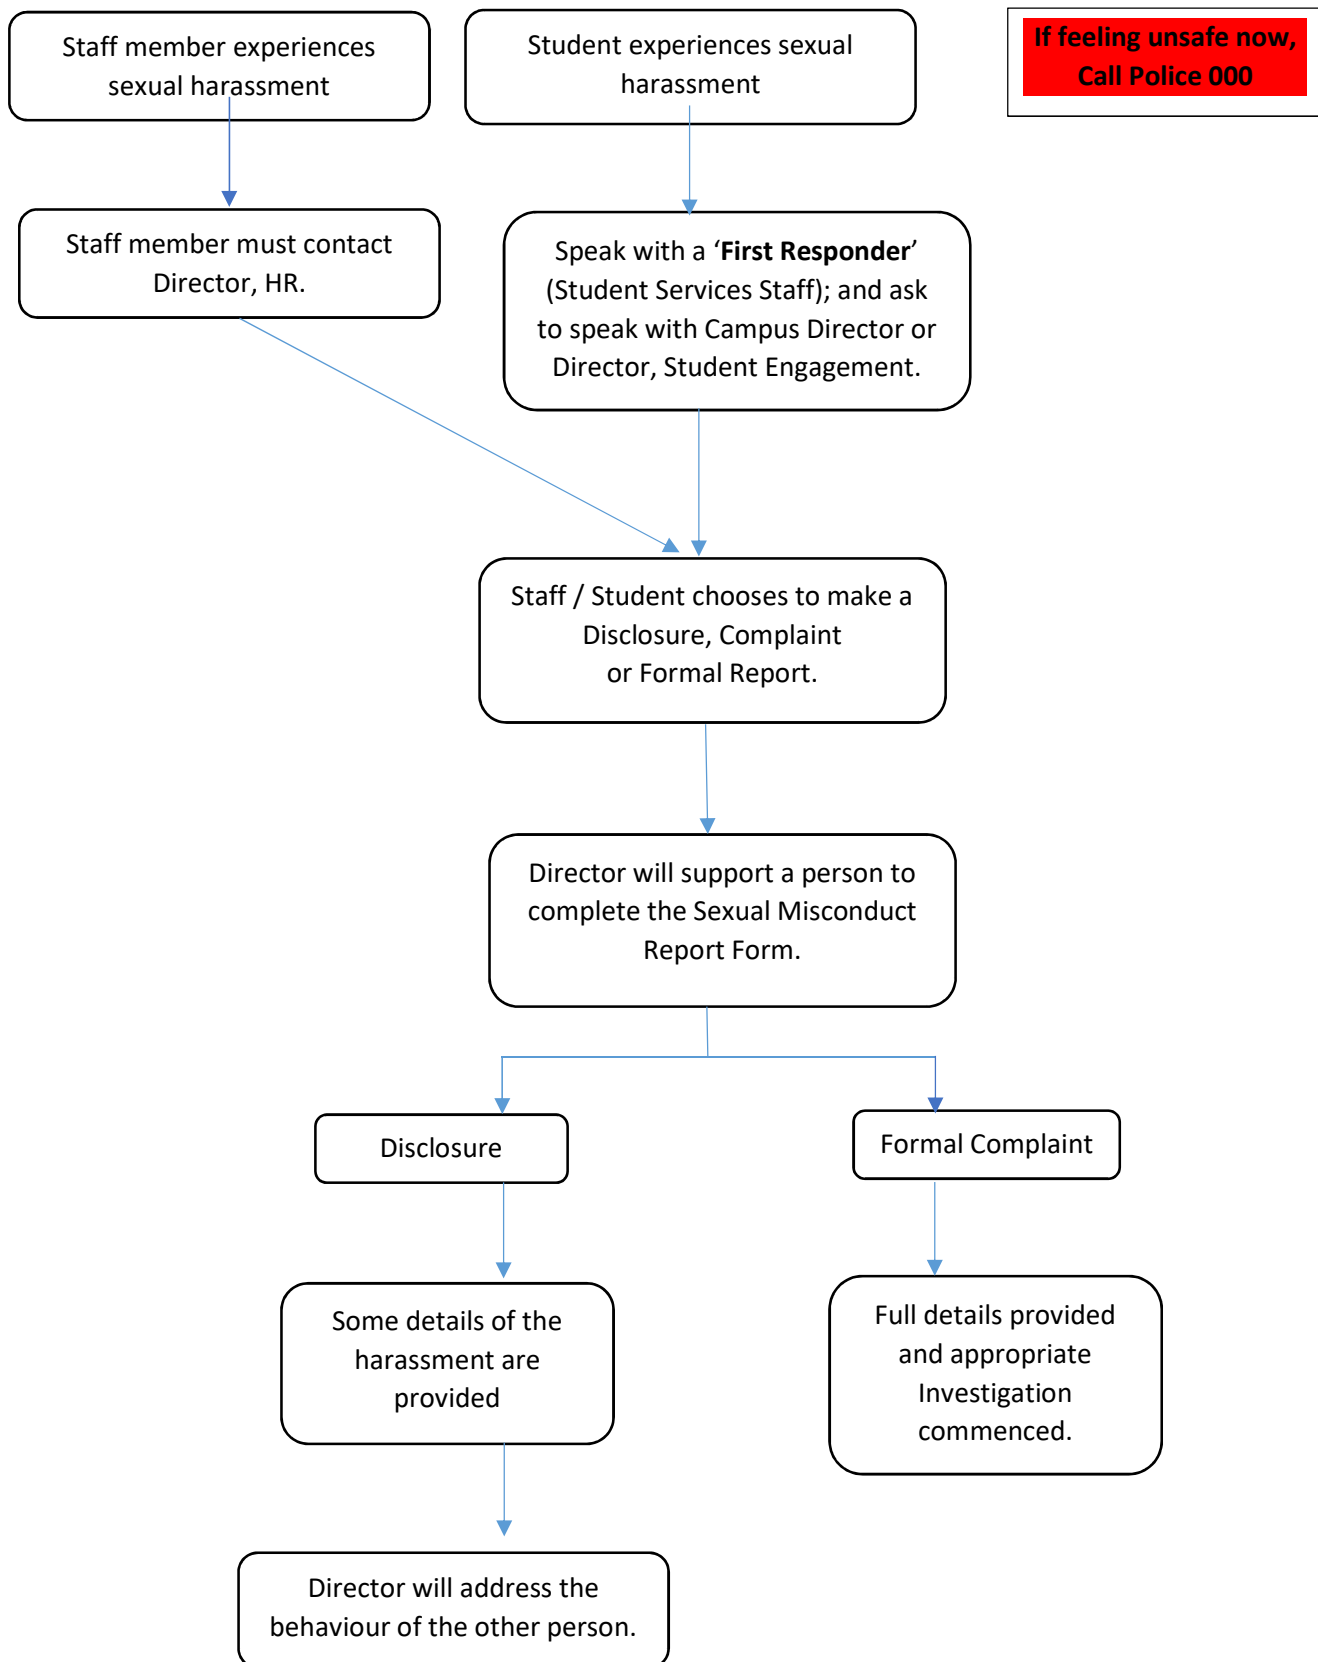 Staff member experiences
sexual harassment
Student experiences sexual
harassment
If feeling unsafe now,
Call Police 000
Staff member must contact
Director, HR.
Speak with a ‘First Responder’
(Student Services Staff); and ask
to speak with Campus Director or
Director, Student Engagement.
Staff / Student chooses to make a
Disclosure, Complaint
or Formal Report.
Director will support a person to
complete the Sexual Misconduct
Report Form.
Disclosure
Formal Complaint
Some details of the
harassment are
provided
Full details provided
and appropriate
Investigation
commenced.
Director will address the
behaviour of the other person.